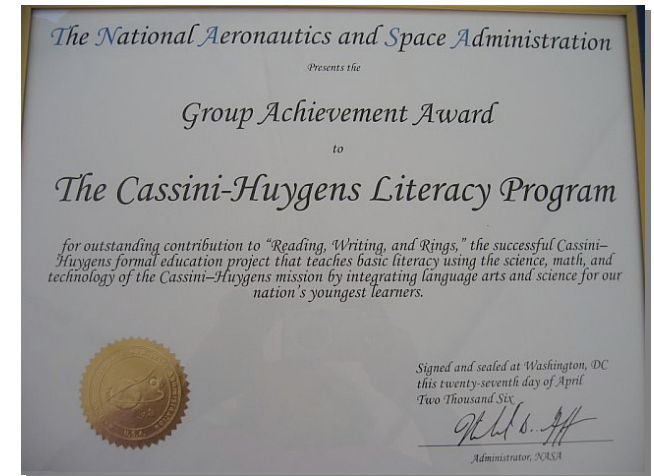 The National Aeronautics and Space Administration
Presents the
Group Achievement Award
to
The Cassini-Huygens Literacy Program
for outstanding contribution to “Reading, Writing, and Rings,” the successful Cassini–
Huygens formal education project that teaches basic literacy using the science, math, and
technology of the Cassini–Huygens mission by integrating language arts and science for our
nation’s youngest learners.
Signed and sealed at Washington, DC
this twenty-seventh day of April
Two Thousand Six
Administrator, NASA